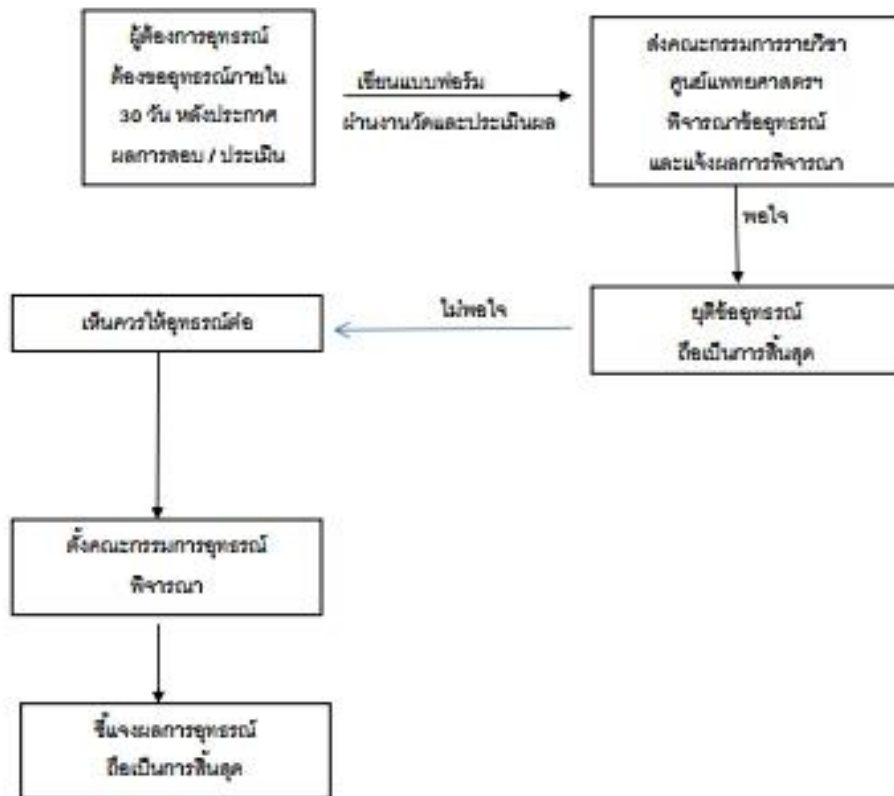 ผู้ต้องการอุทธรณ์
ต้องขออุทธรณ์ภายใน
30 วัน หลังประกาศ
ผลการสอบ / ประเมิน
เขียนแบบฟอร์ม
ผ่านงานวัดและประเมินผล
ส่งคณะกรรมการรายวิชา
ศูนย์แพทยศาสตร์ฯ
พิจารณาข้ออุทธรณ์
และแจ้งผลการพิจารณา
พอใจ
ยุติข้ออุทธรณ์
ถือเป็นการสิ้นสุด
ไม่พอใจ
เห็นควรให้อุทธรณ์ต่อ
ตั้งคณะกรรมการอุทธรณ์
พิจารณา
ชี้แจงผลการอุทธรณ์
ถือเป็นการสิ้นสุด